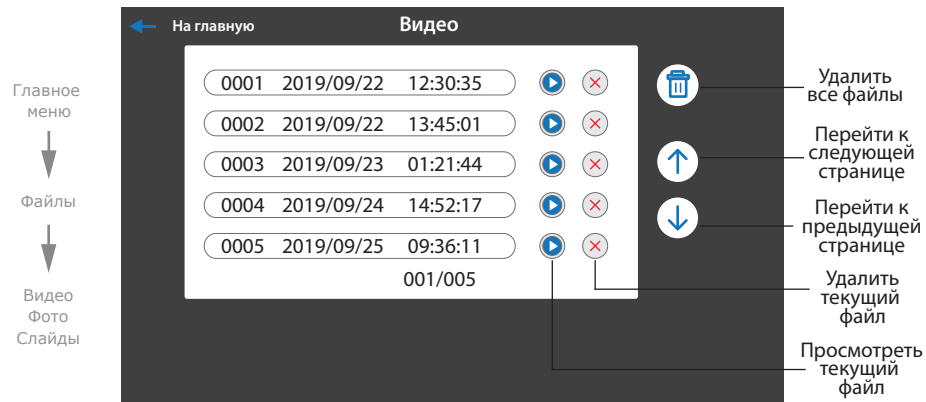 На главную
Видео
Главное
меню
Файлы
Видео
Фото
Слайды
0001 2019/09/22 12:30:35
0002 2019/09/22 13:45:01
0003 2019/09/23 01:21:44
0004 2019/09/24 14:52:17
0005 2019/09/25 09:36:11
001/005
Удалить
все файлы
Перейти к
следующей
странице
Перейти к
предыдущей
странице
Удалить
текущий
файл
Просмотреть
текущий
файл